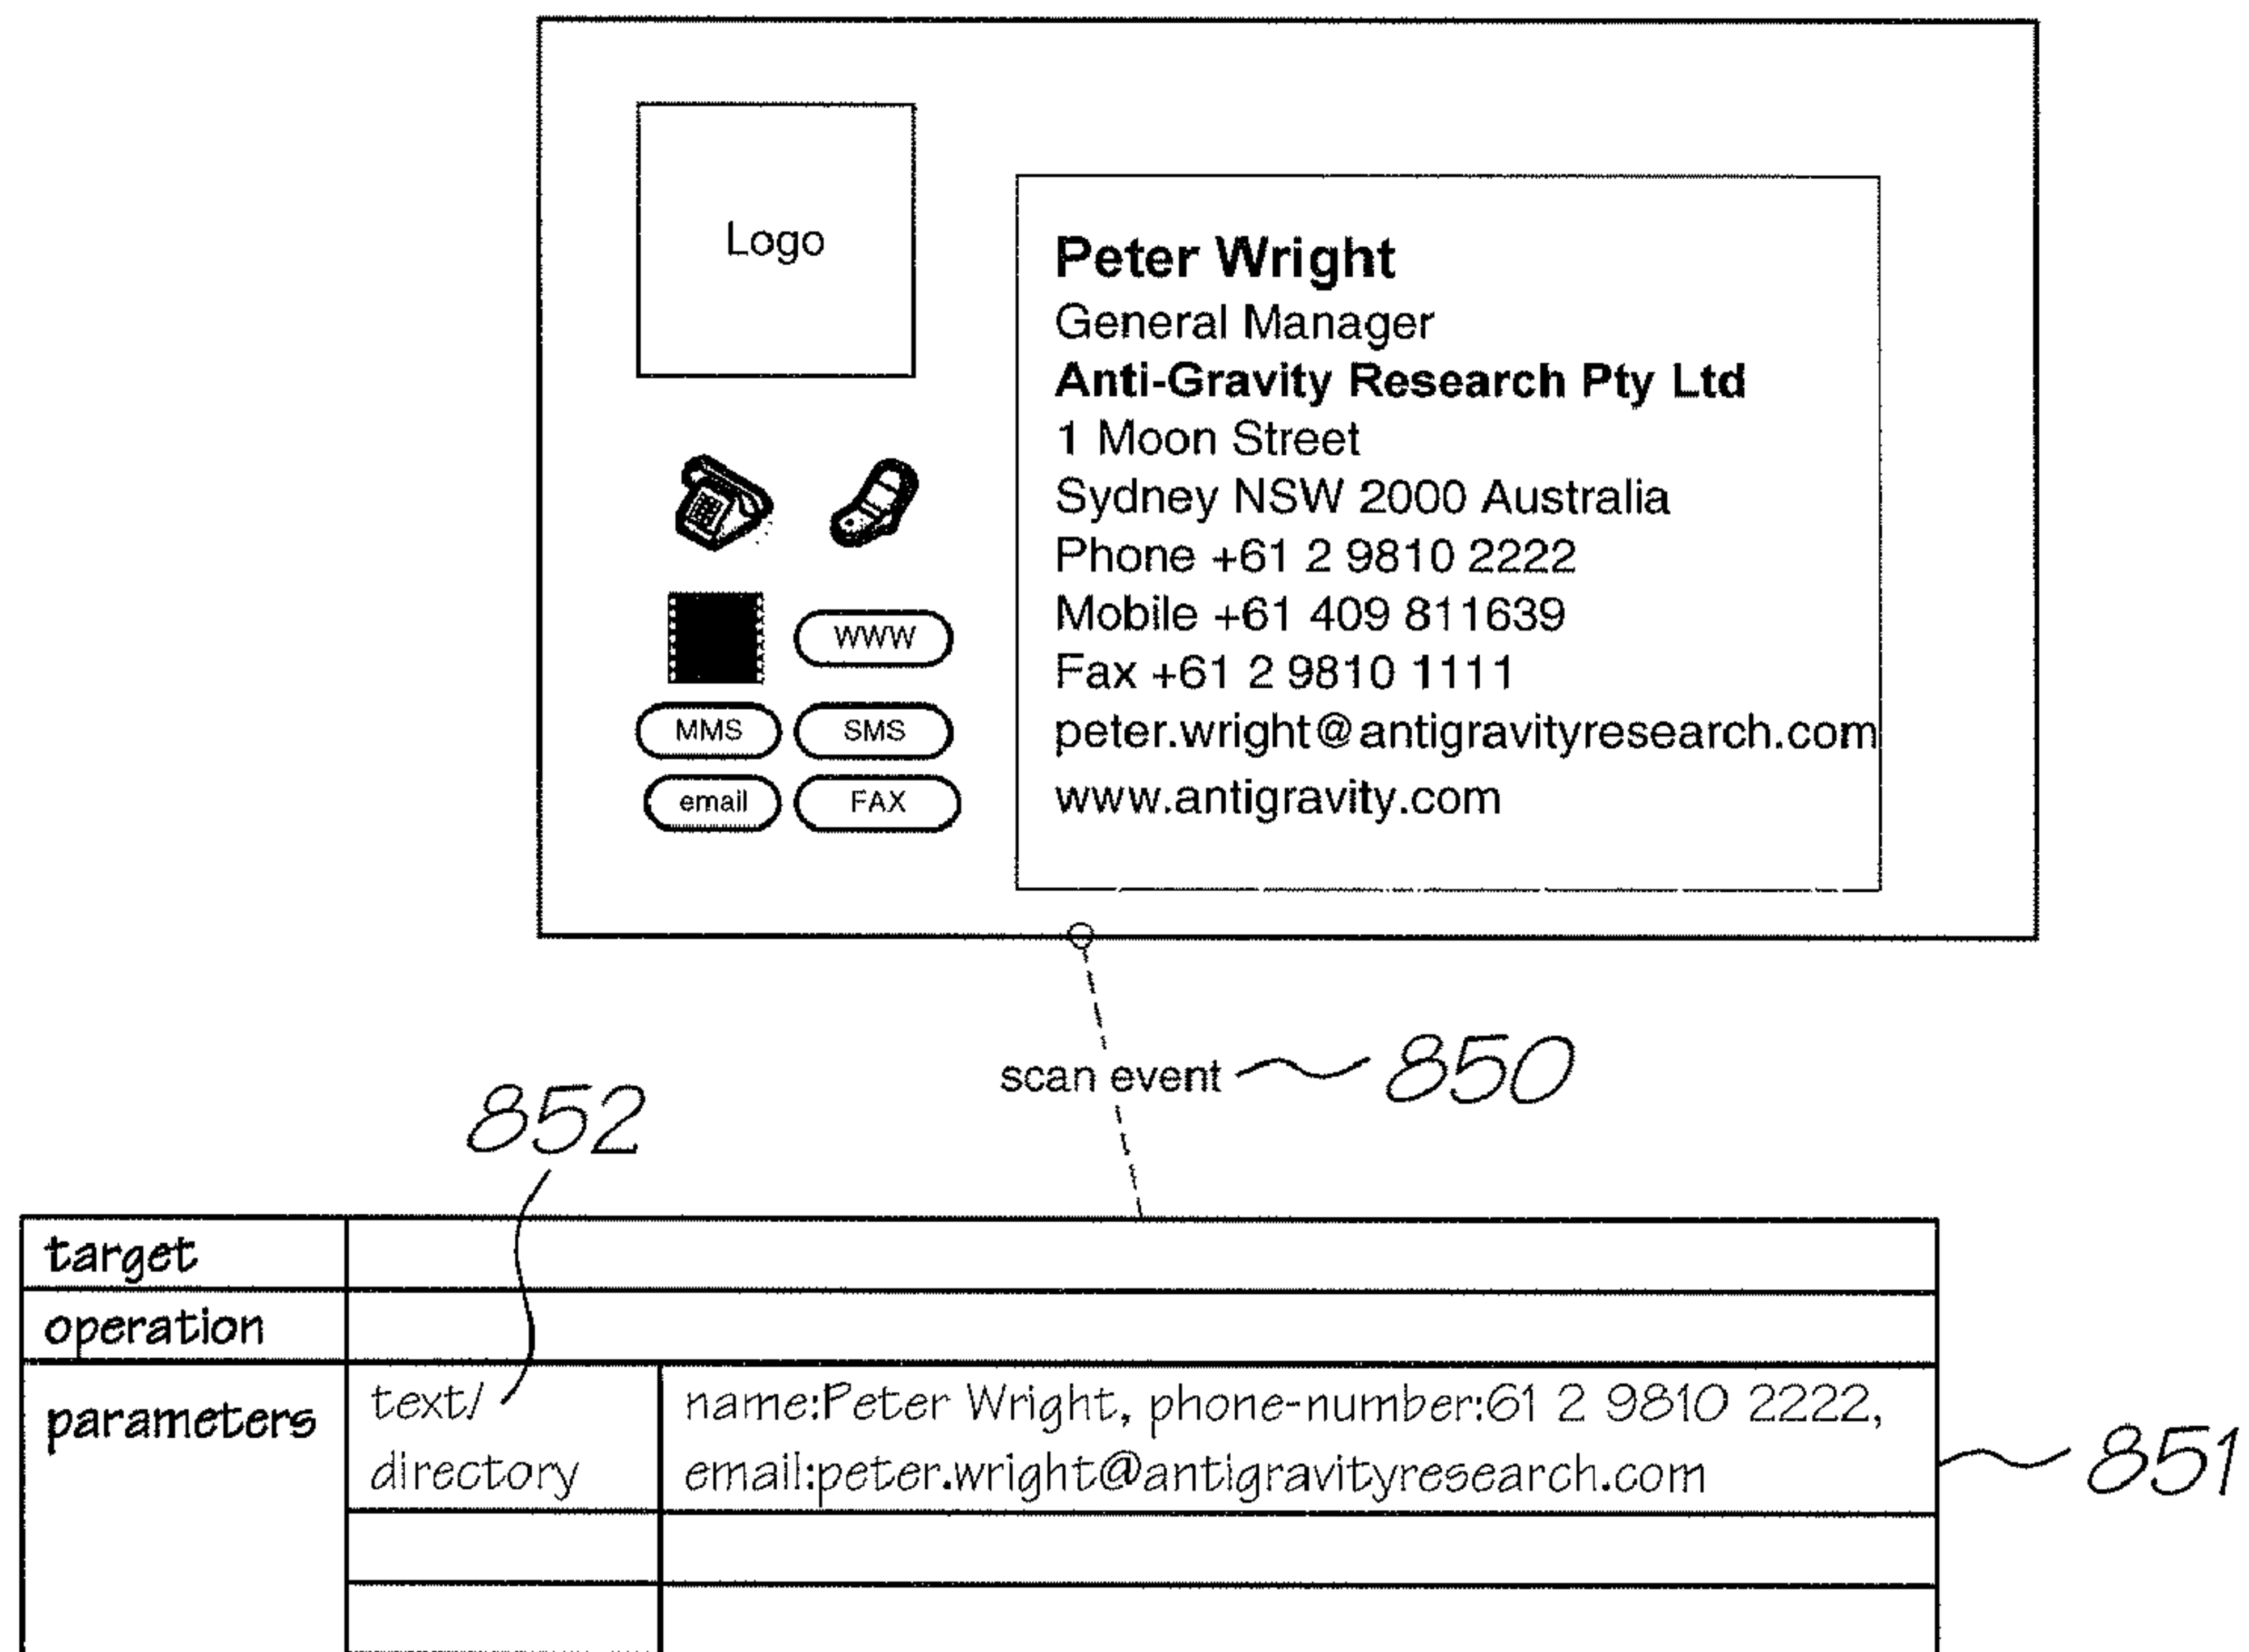 Logo
Peter Wright
General Manager
Anti-Gravity Research Pty Ltd
1 Moon Street
Sydney NSW 2000 Australia
Phone +61 2 9810 2222
Mobile +61 409 811639
Fax +61 2 9810 1111
peter.wright@antigravityresearch.com
www.antigravity.com
WWW
MMS SMS
email FAX
scan event 850
852
target
operation
parameters
text/
directory
name:Peter Wright, phone-number:61 2 9810 2222,
email:peter.wright@antigravityresearch.com
851